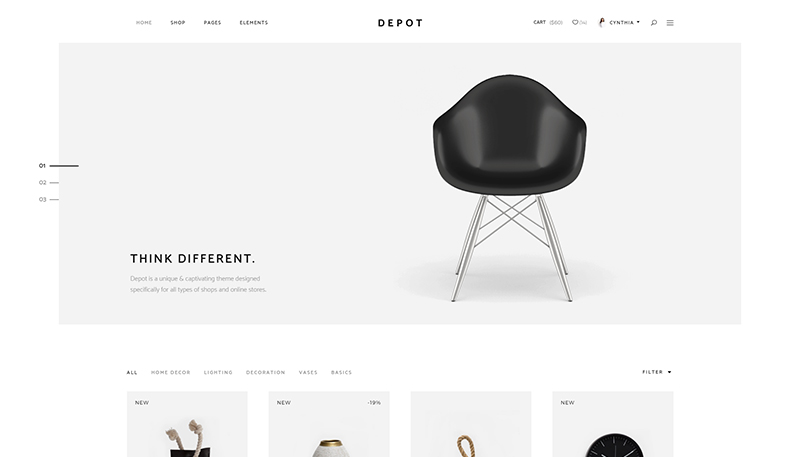 HOME SHOP PAGES ELEMENTS DEPOT CART ($60) CYNTHIA
01
02
03
THINK DIFFERENT.
Depot is a unique & captivating theme designed
specifically for all types of shops and online stores.
ALL HOME DECOR LIGHTING DECORATION VASES BASICS FILTER
NEW NEW -19% NEW